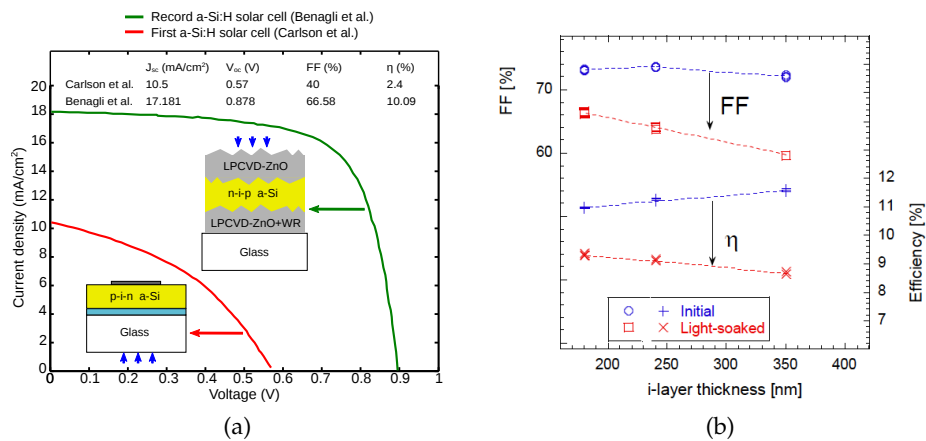 Record a-Si:H solar cell (Benagli et al.)
First a-Si:H solar cell (Carlson et al.)
Jsc (mA/cm²) Voc (V) FF (%) η (%)
Carlson et al. 10.5 0.57 40 2.4
Benagli et al. 17.181 0.878 66.58 10.09
20
18
16
14
12
10
8
6
4
2
0
Current density (mA/cm²)
LPCVD-ZnO
n-i-p a-Si
LPCVD-ZnO+WR
Glass
p-i-n a-Si
Glass
0 0.1 0.2 0.3 0.4 0.5 0.6 0.7 0.8 0.9 1
Voltage (V)
(a)
FF [%]
70
60
FF
η
12
11
10
9
8
7
Efficiency [%]
Initial
Light-soaked
200 250 300 350 400
i-layer thickness [nm]
(b)